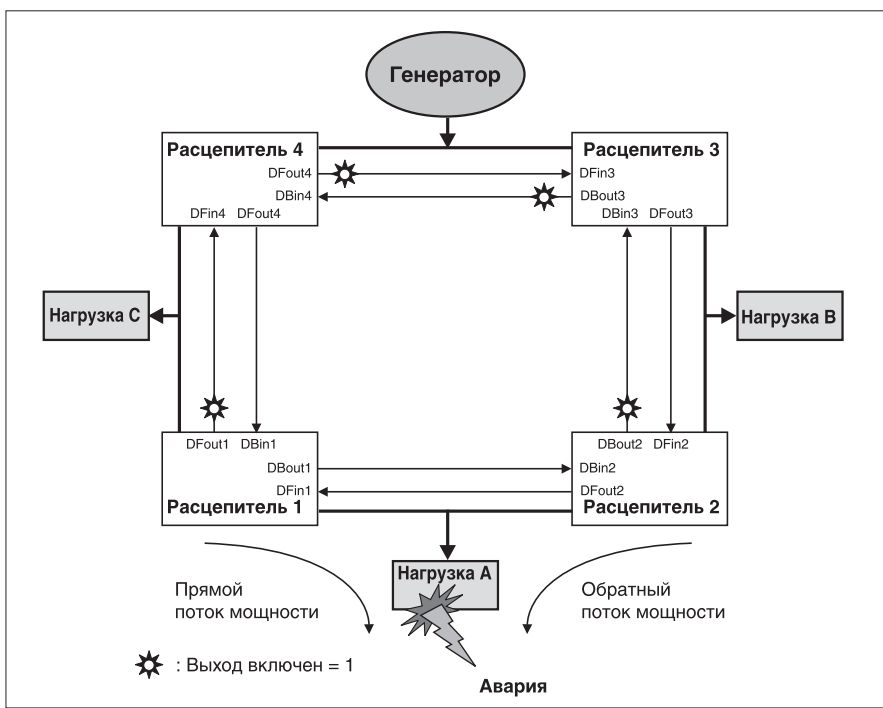 Генератор
Расцепитель 4
Расцепитель 3
DFout4
DFin3
DBin4
DBout3
DFin4 DFout4
DBin3 DFout3
Нагрузка С
Нагрузка В
DFout1 DBin1
DBout2 DFin2
DBout1
DBin2
DFin1
DFout2
Расцепитель 1
Расцепитель 2
Нагрузка А
Прямой
поток мощности
Обратный
поток мощности
: Выход включен = 1
Авария